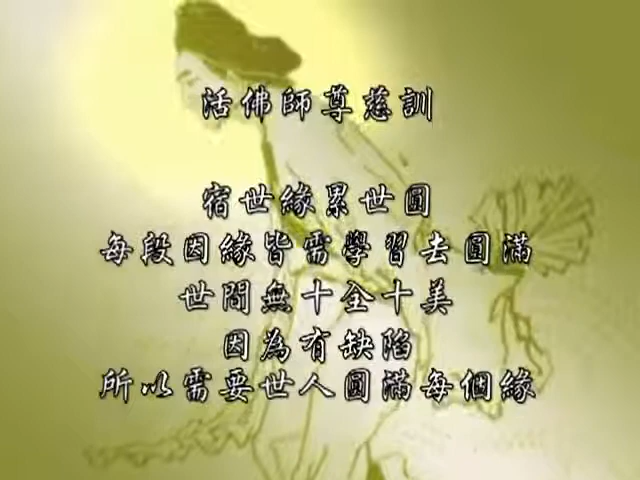 活佛師尊慈訓
宿世緣累世圓
每段因緣皆需學習去圓滿
世間無十全十美
因為有缺陷
所以需要世人圓滿每個緣